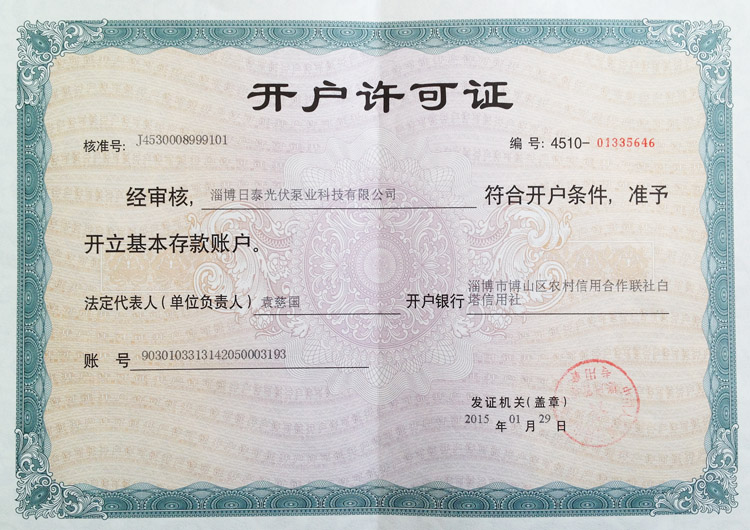 开户许可证
核准号: J4530008999101 编号: 4510- 01335646
经审核, 淄博日泰光伏泵业科技有限公司 符合开户条件, 准予
开立基本存款账户。
法定代表人(单位负责人) 袁慈国 开户银行 淄博市博山区农村信用合作联社白
塔信用社
账 号 9030103313142050003193
发证机关(盖章)
2015 年 01 月 29 日